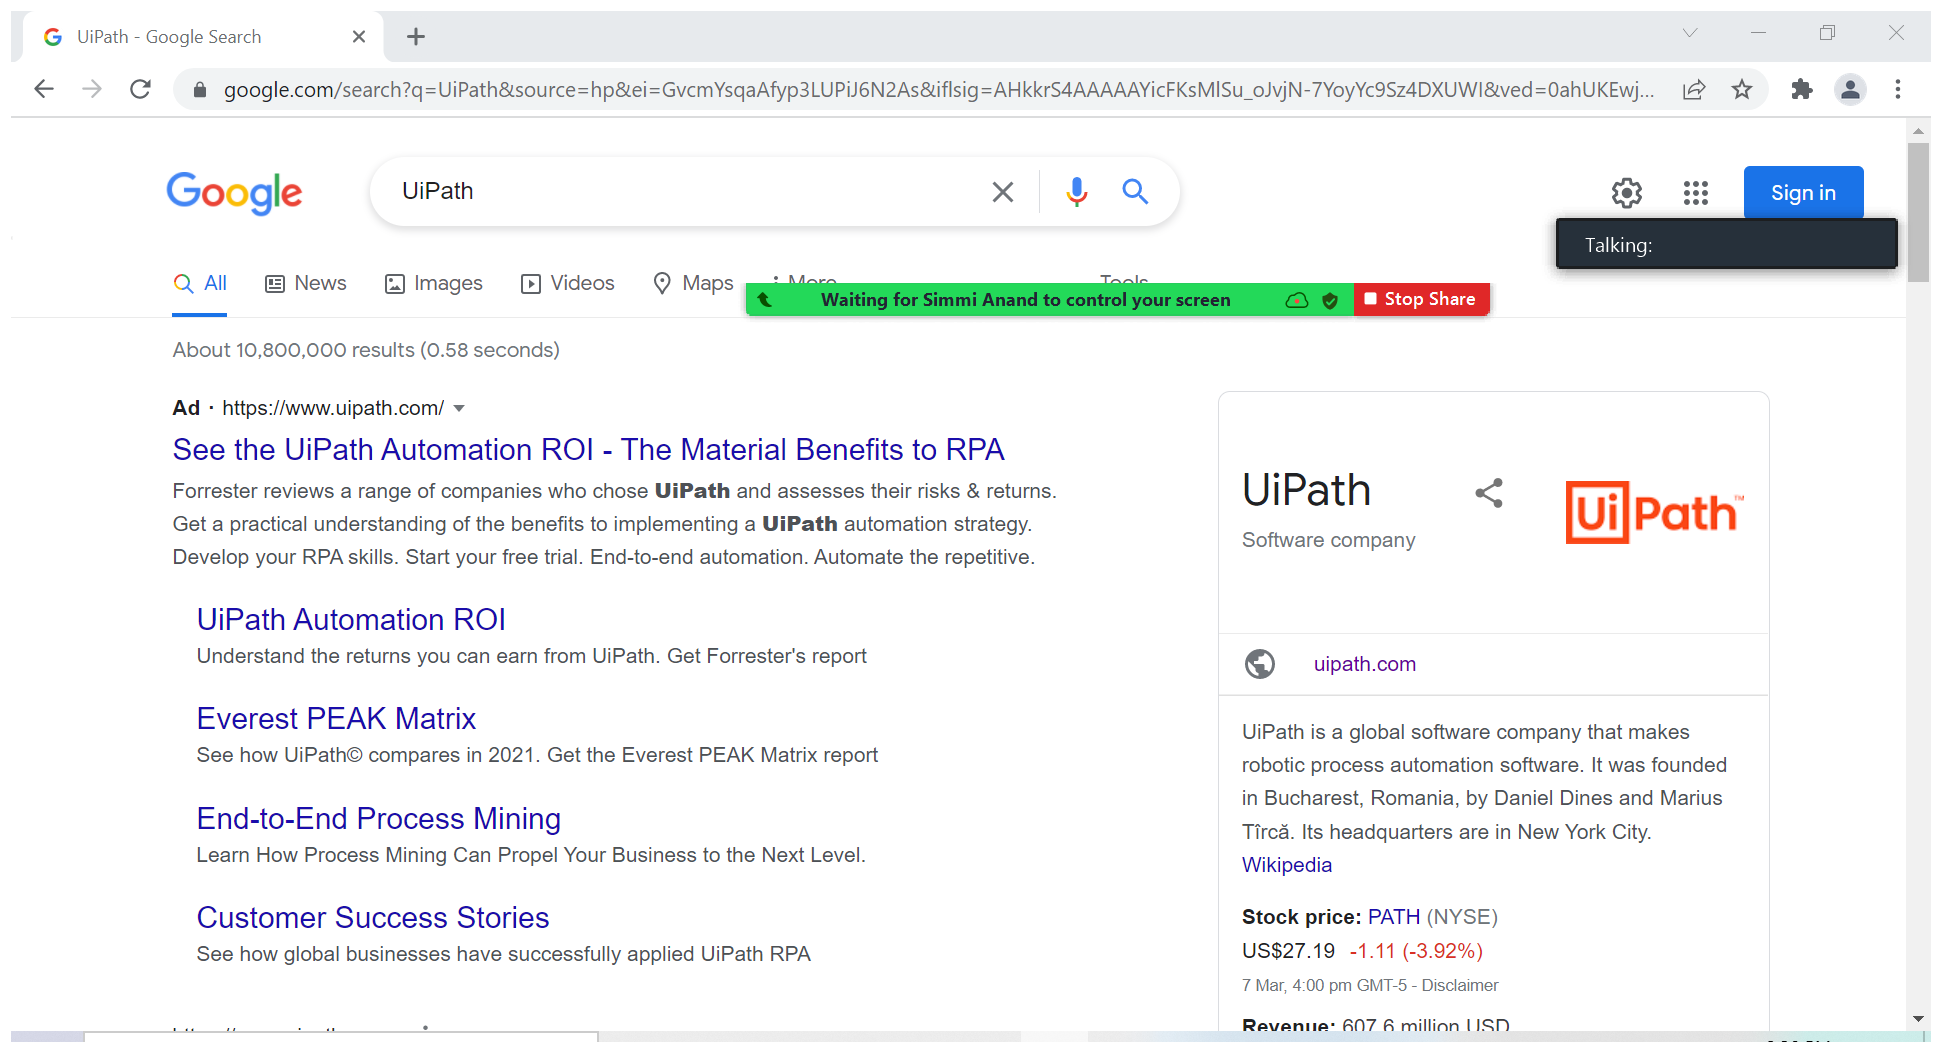 UiPath - Google Search
google.com/search?q=UiPath&source=hp&ei=GvcmYsqaAfyp3LUPiJ6N2As&iflsig=AHkkrS4AAAAAYicFKsMlSu_oJvjN-7YoyYc9Sz4DXUWI&ved=0ahUKEwj...
Google
UiPath
Sign in
Talking:
All
News
Images
Videos
Maps
More
Tools
Waiting for Simmi Anand to control your screen
Stop Share
About 10,800,000 results (0.58 seconds)
Ad · https://www.uipath.com/
See the UiPath Automation ROI - The Material Benefits to RPA
Forrester reviews a range of companies who chose UiPath and assesses their risks & returns.
Get a practical understanding of the benefits to implementing a UiPath automation strategy.
Develop your RPA skills. Start your free trial. End-to-end automation. Automate the repetitive.
UiPath Automation ROI
Understand the returns you can earn from UiPath. Get Forrester's report
Everest PEAK Matrix
See how UiPath© compares in 2021. Get the Everest PEAK Matrix report
End-to-End Process Mining
Learn How Process Mining Can Propel Your Business to the Next Level.
Customer Success Stories
See how global businesses have successfully applied UiPath RPA
UiPath
Software company
UiPath™
uipath.com
UiPath is a global software company that makes
robotic process automation software. It was founded
in Bucharest, Romania, by Daniel Dines and Marius
Tîrcă. Its headquarters are in New York City.
Wikipedia
Stock price: PATH (NYSE)
US$27.19 -1.11 (-3.92%)
7 Mar, 4:00 pm GMT-5 - Disclaimer
Revenue: 607.6 million USD